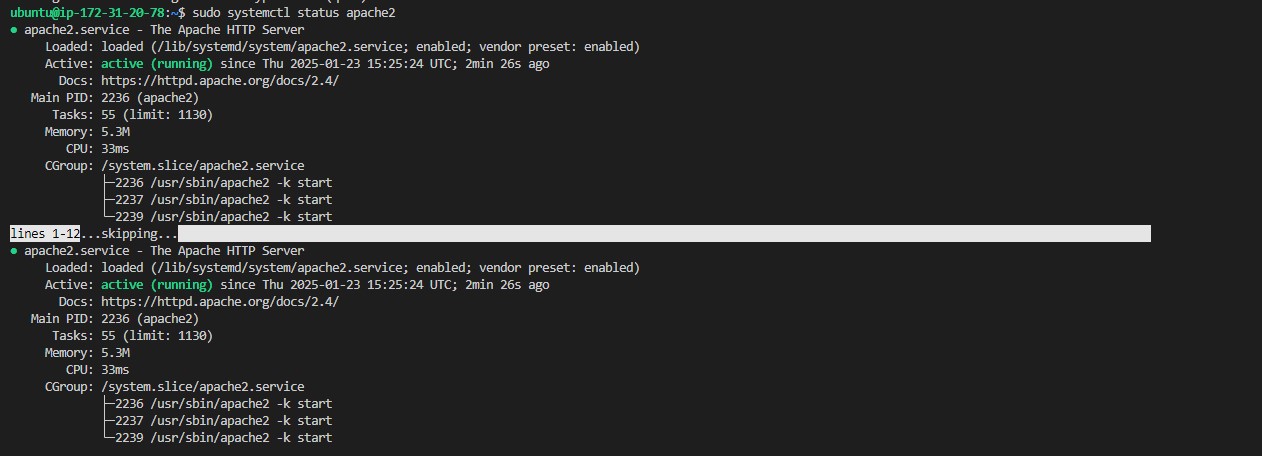 ubuntu@ip-172-31-20-78:~$ sudo systemctl status apache2
● apache2.service - The Apache HTTP Server
     Loaded: loaded (/lib/systemd/system/apache2.service; enabled; vendor preset: enabled)
     Active: active (running) since Thu 2025-01-23 15:25:24 UTC; 2min 26s ago
       Docs: https://httpd.apache.org/docs/2.4/
   Main PID: 2236 (apache2)
      Tasks: 55 (limit: 1130)
     Memory: 5.3M
        CPU: 33ms
     CGroup: /system.slice/apache2.service
             ├─2236 /usr/sbin/apache2 -k start
             ├─2237 /usr/sbin/apache2 -k start
             └─2239 /usr/sbin/apache2 -k start
lines 1-12...skipping...
● apache2.service - The Apache HTTP Server
     Loaded: loaded (/lib/systemd/system/apache2.service; enabled; vendor preset: enabled)
     Active: active (running) since Thu 2025-01-23 15:25:24 UTC; 2min 26s ago
       Docs: https://httpd.apache.org/docs/2.4/
   Main PID: 2236 (apache2)
      Tasks: 55 (limit: 1130)
     Memory: 5.3M
        CPU: 33ms
     CGroup: /system.slice/apache2.service
             ├─2236 /usr/sbin/apache2 -k start
             ├─2237 /usr/sbin/apache2 -k start
             └─2239 /usr/sbin/apache2 -k start